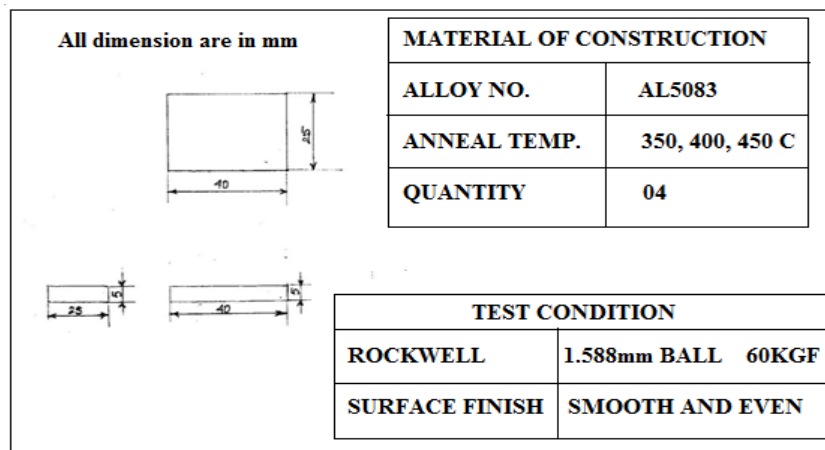 All dimension are in mm
25
40
MATERIAL OF CONSTRUCTION
ALLOY NO. AL5083
ANNEAL TEMP. 350, 400, 450 C
QUANTITY 04
5
25
5
40
TEST CONDITION
ROCKWELL 1.588mm BALL 60KGF
SURFACE FINISH SMOOTH AND EVEN